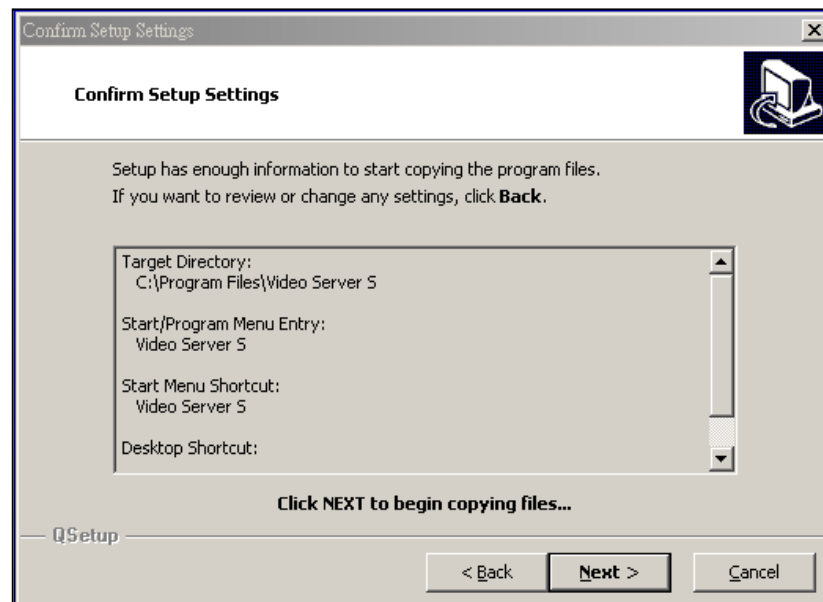 Confirm Setup Settings
Confirm Setup Settings
Setup has enough information to start copying the program files.
If you want to review or change any settings, click Back.
Target Directory:
C:\Program Files\Video Server S
Start/Program Menu Entry:
Video Server S
Start Menu Shortcut:
Video Server S
Desktop Shortcut:
Click NEXT to begin copying files...
QSetup
< Back
Next >
Cancel